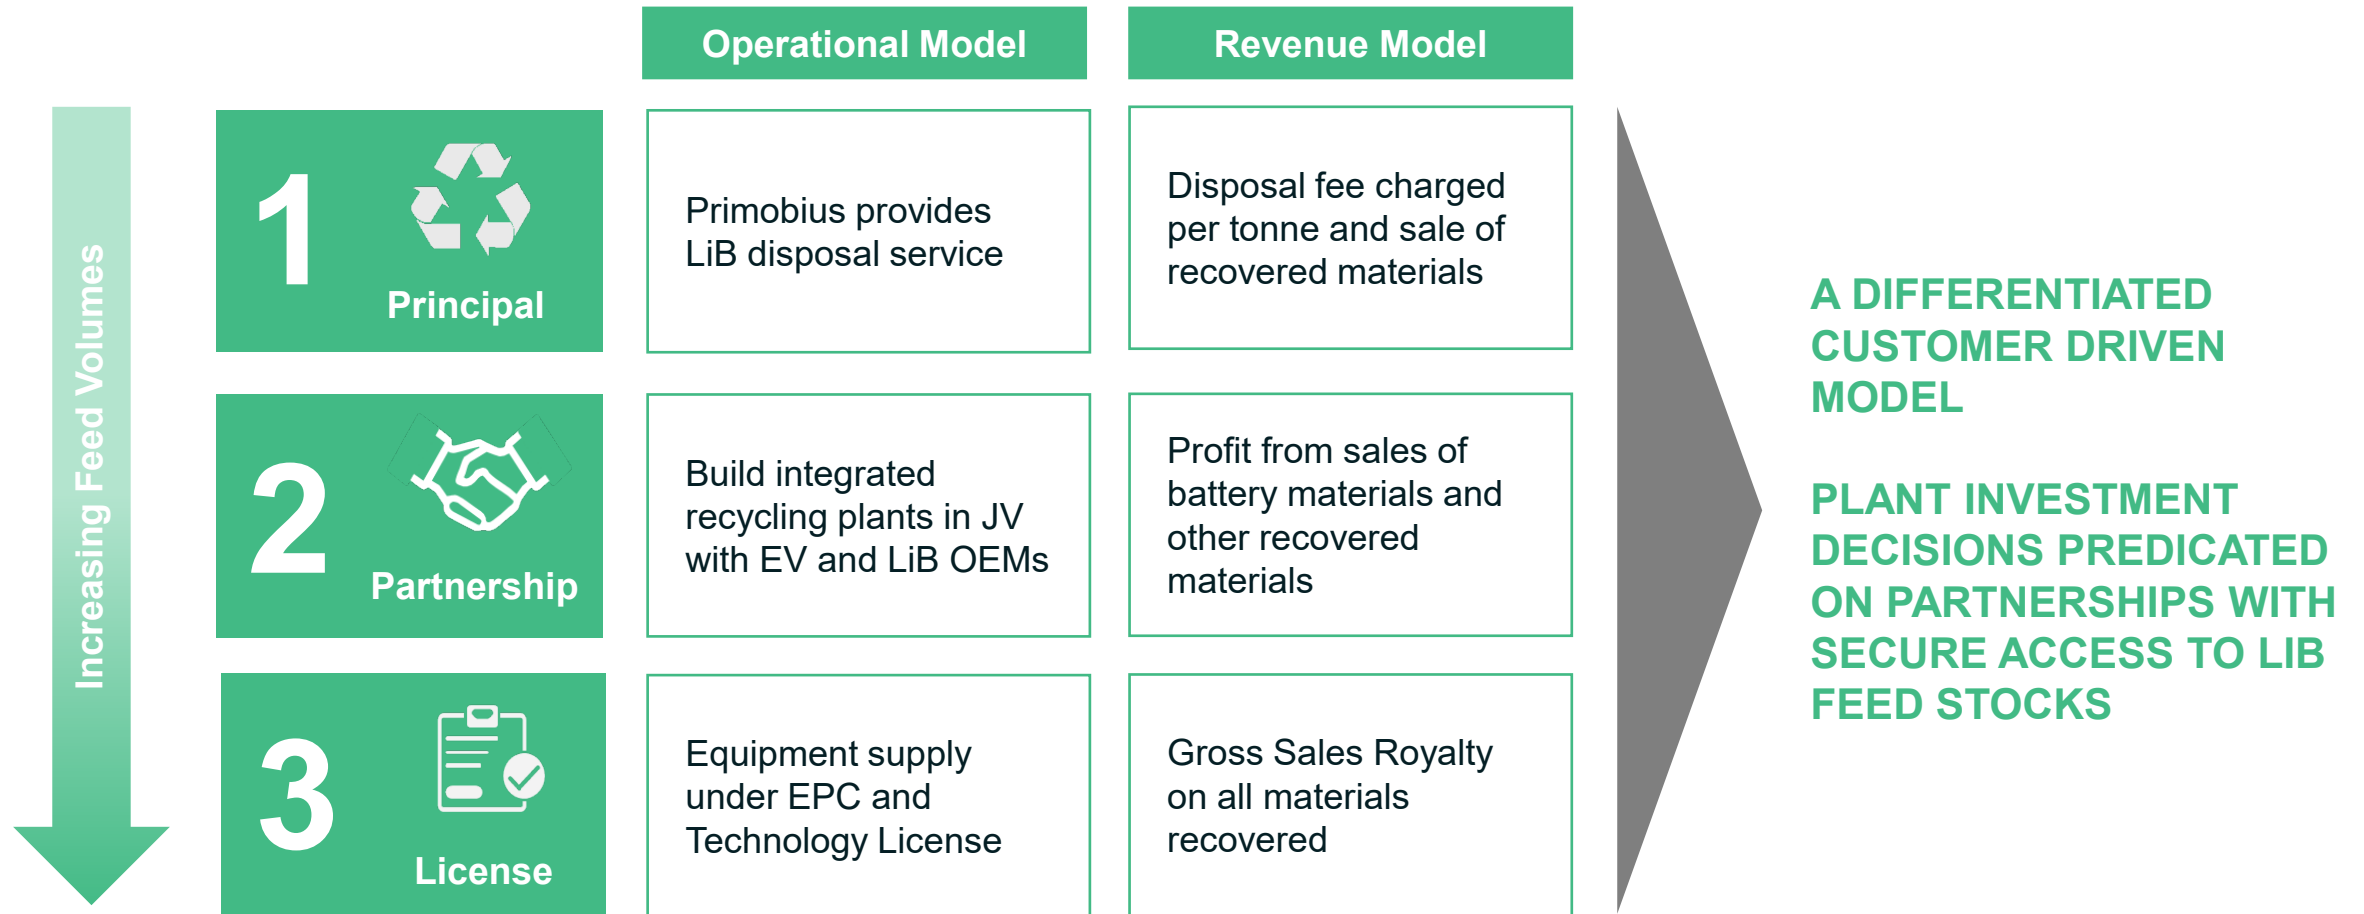 Operational Model
Revenue Model
Increasing Feed Volumes
1
Principal
Primobius provides
LiB disposal service
Disposal fee charged
per tonne and sale of
recovered materials
2
Partnership
Build integrated
recycling plants in JV
with EV and LiB OEMs
Profit from sales of
battery materials and
other recovered
materials
3
License
Equipment supply
under EPC and
Technology License
Gross Sales Royalty
on all materials
recovered
A DIFFERENTIATED
CUSTOMER DRIVEN
MODEL
PLANT INVESTMENT
DECISIONS PREDICATED
ON PARTNERSHIPS WITH
SECURE ACCESS TO LIB
FEED STOCKS